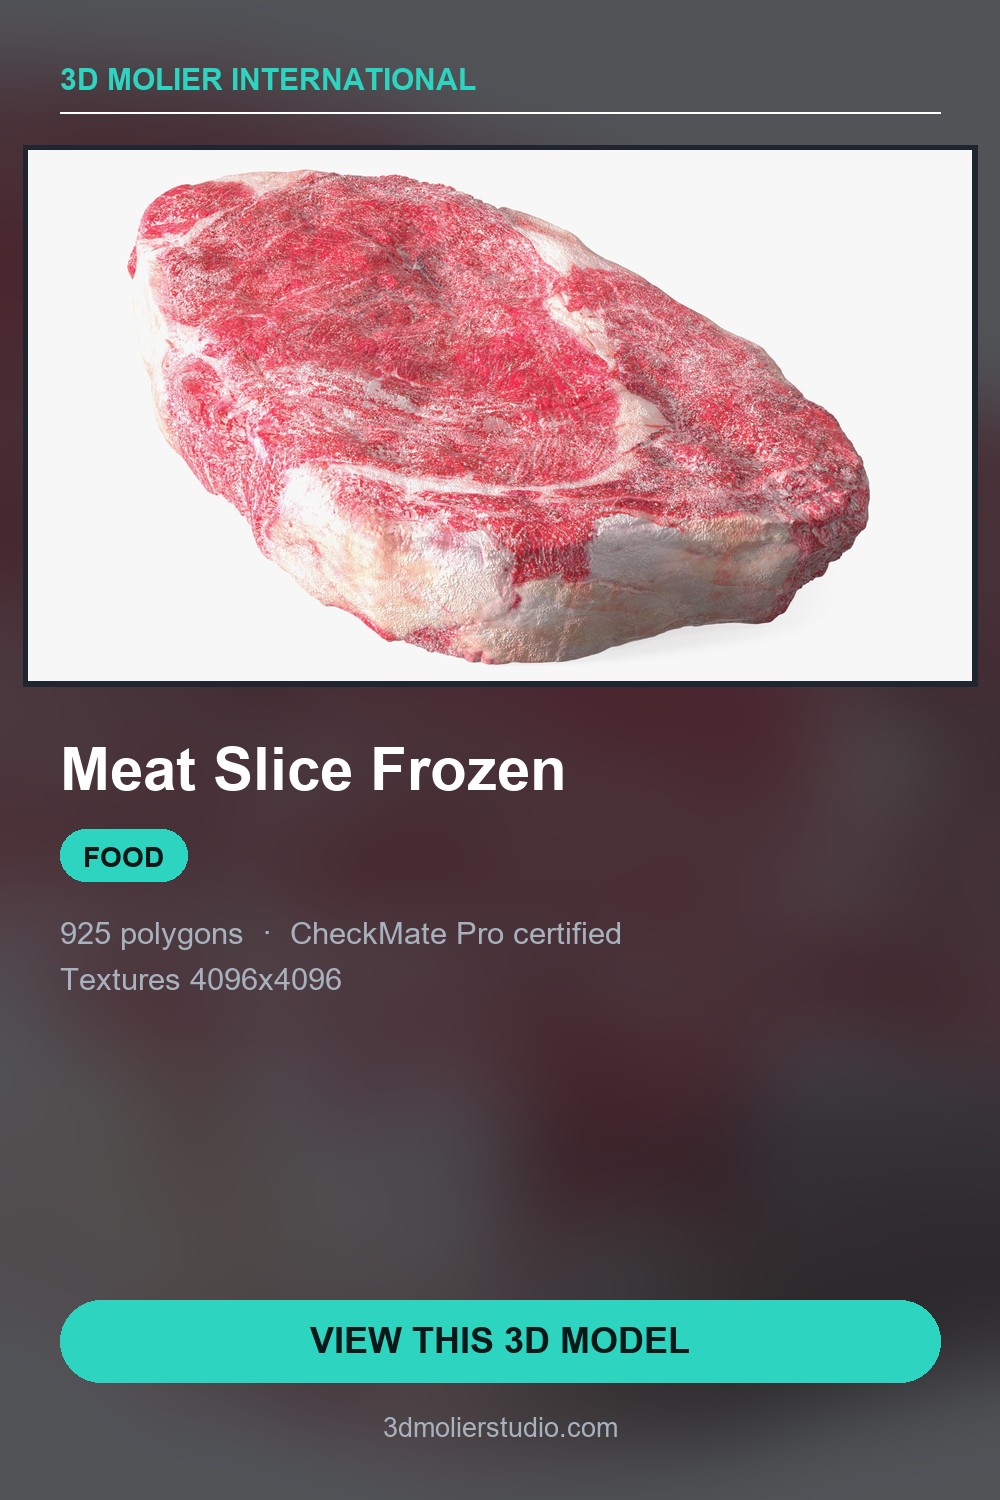 3D MOLIER INTERNATIONAL
Meat Slice Frozen
FOOD
925 polygons · CheckMate Pro certified
Textures 4096x4096
VIEW THIS 3D MODEL
3dmolierstudio.com